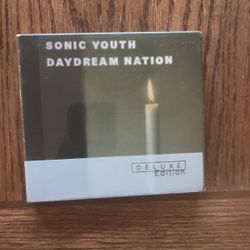 SONIC YOUTH
DAYDREAM NATION
DELUXE
Edition